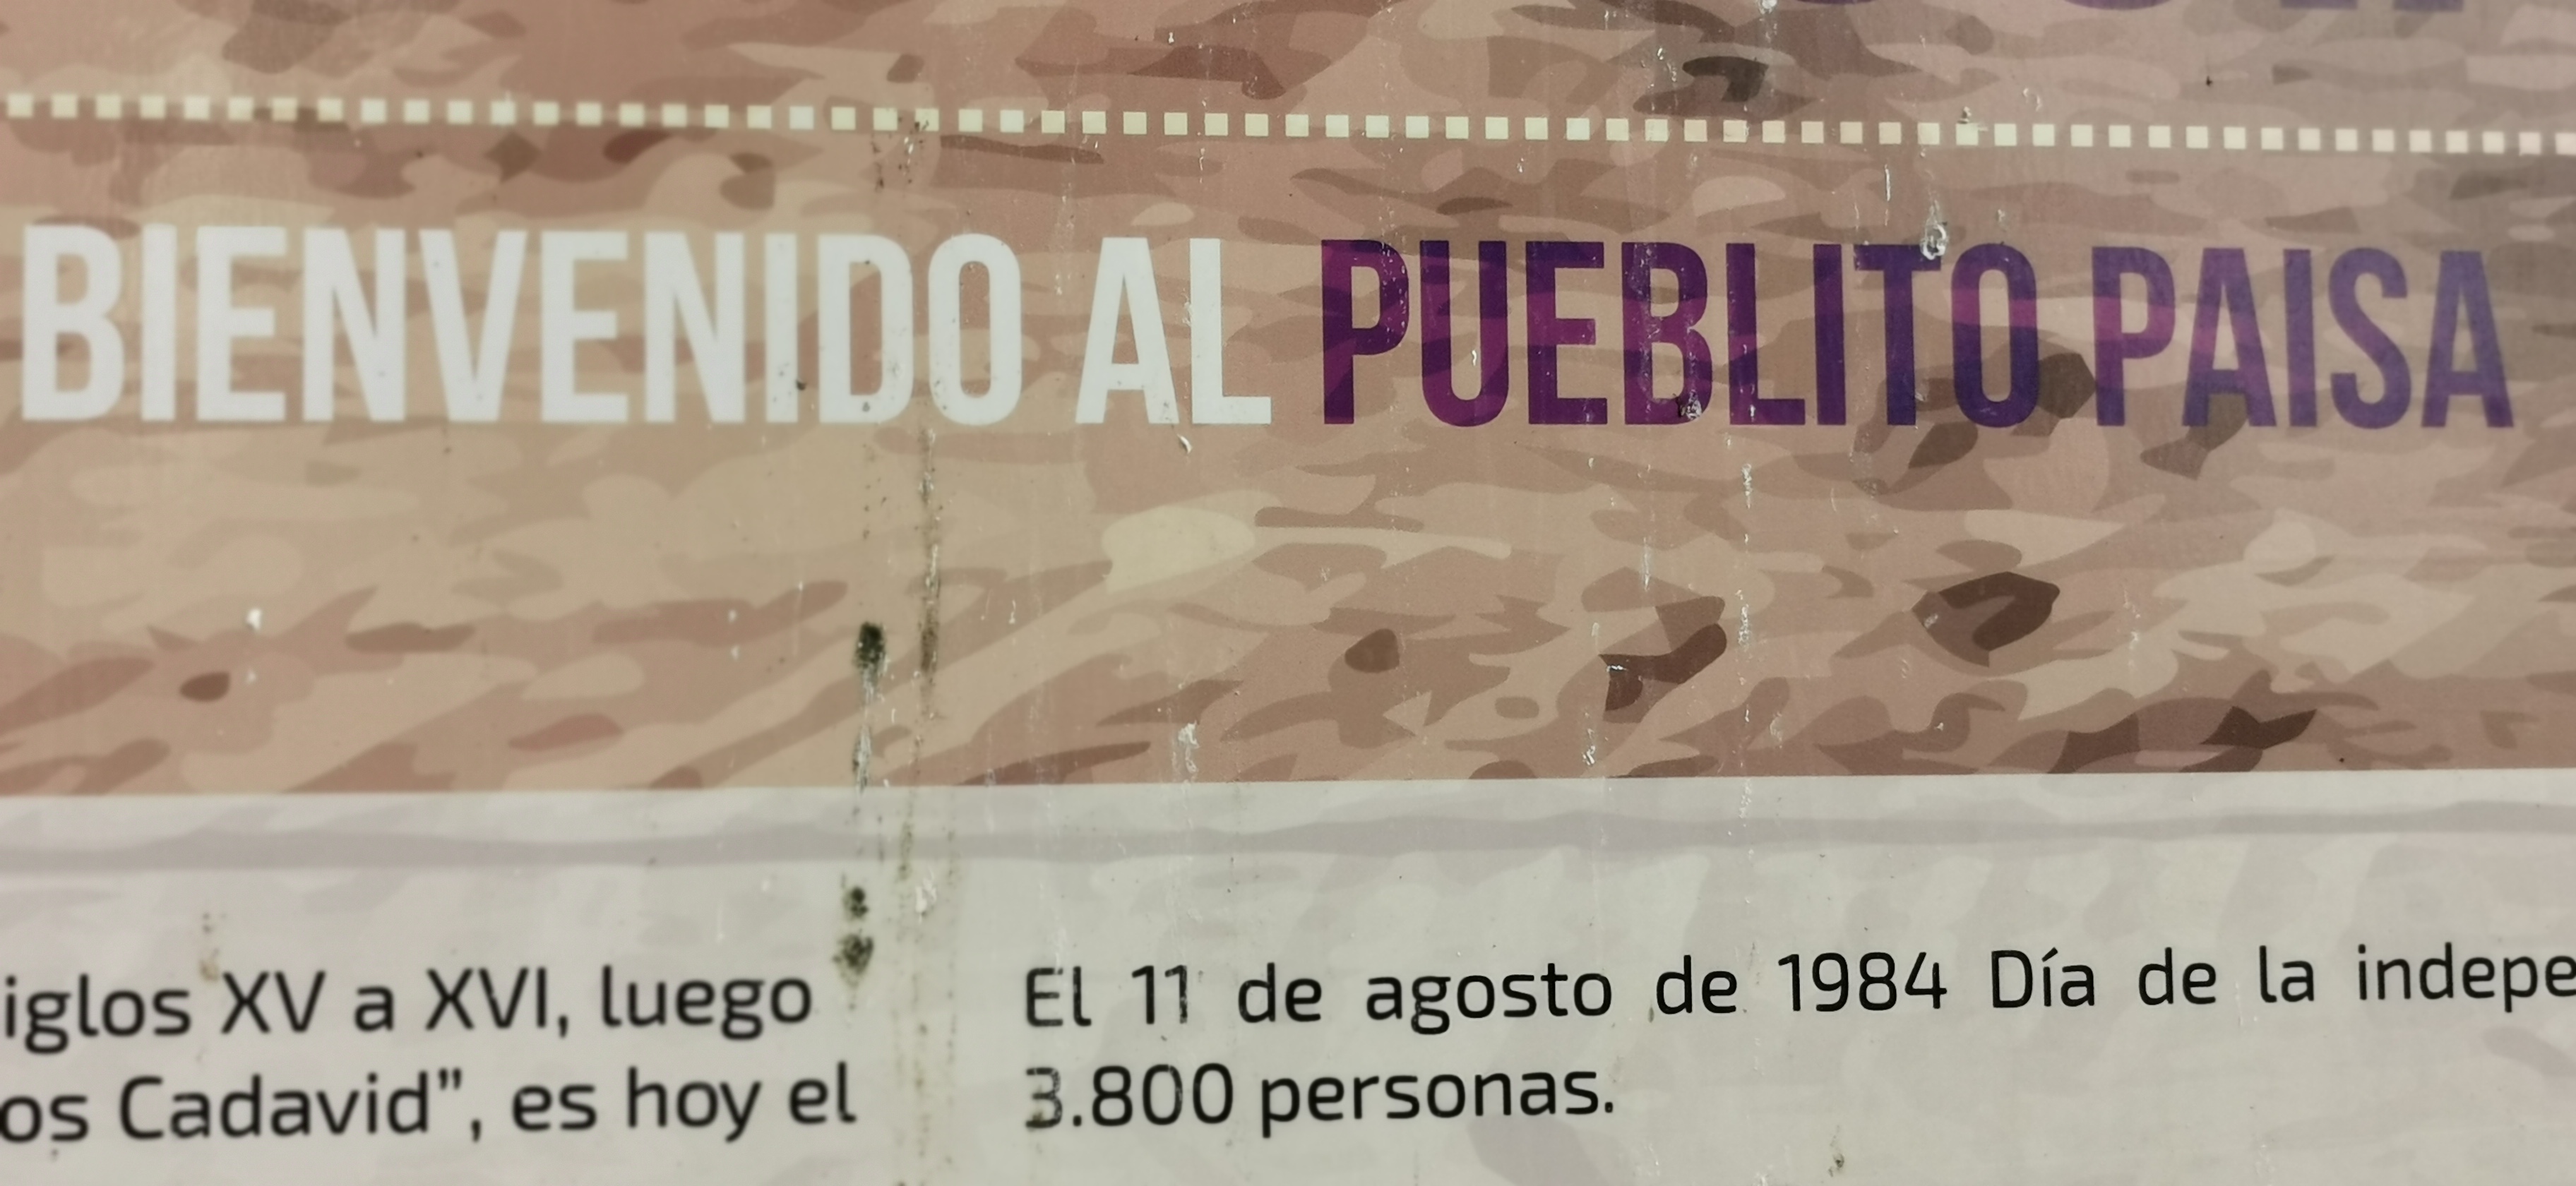 BIENVENIDO AL PUEBLITO PAISA
iglos XV a XVI, luego
os Cadavid”, es hoy el
El 11 de agosto de 1984 Día de la indepe
3.800 personas.